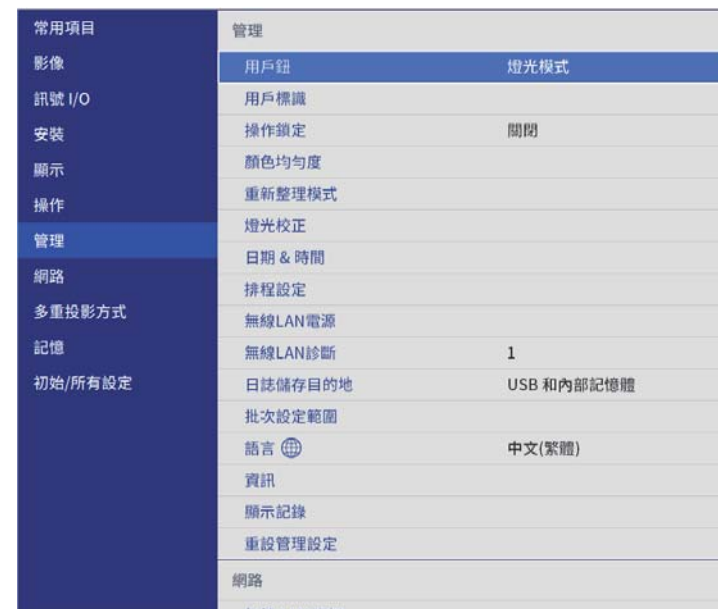 常用項目
影像
訊號 I/O
安裝
顯示
操作
管理
網路
多重投影方式
記憶
初始/所有設定
管理
用戶鈕 燈光模式
用戶標識
操作鎖定 關閉
顏色均勻度
重新整理模式
燈光校正
日期 & 時間
排程設定
無線LAN電源
無線LAN診斷 1
日誌儲存目的地 USB 和內部記憶體
批次設定範圍
語言 中文(繁體)
資訊
顯示記錄
重設管理設定
網路